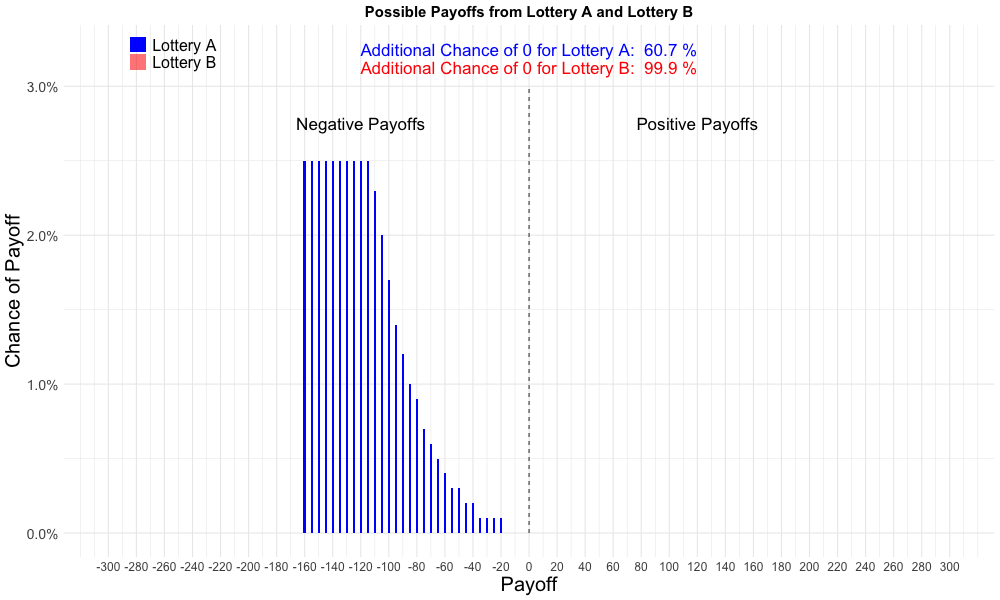 Possible Payoffs from Lottery A and Lottery B
Lottery A
Lottery B
Additional Chance of 0 for Lottery A: 60.7 %
Additional Chance of 0 for Lottery B: 99.9 %
Negative Payoffs
Positive Payoffs
Chance of Payoff
3.0%
2.0%
1.0%
0.0%
-300 -280 -260 -240 -220 -200 -180 -160 -140 -120 -100 -80 -60 -40 -20 0 20 40 60 80 100 120 140 160 180 200 220 240 260 280 300
Payoff